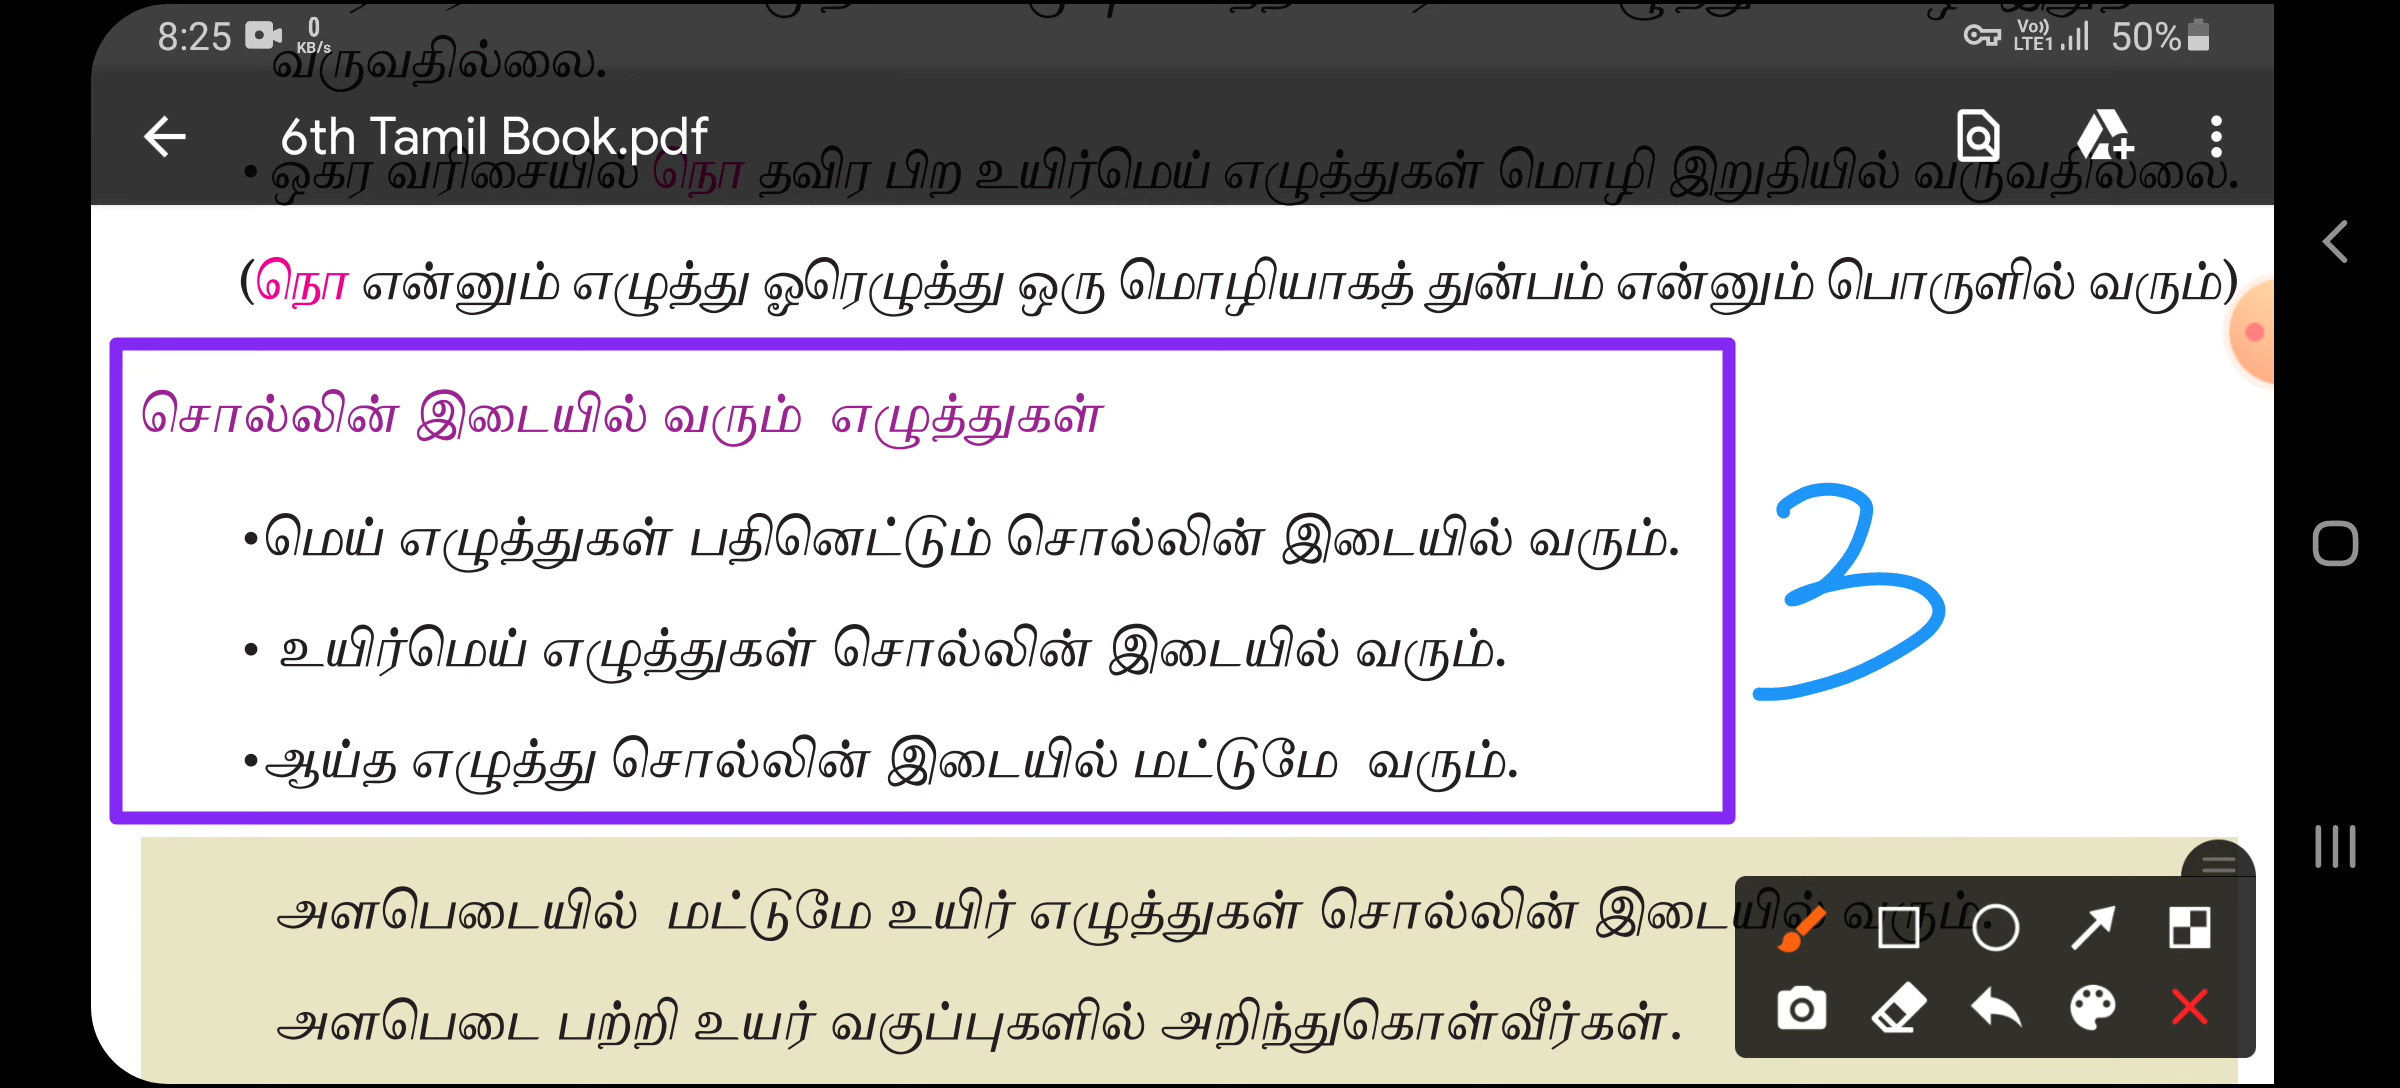 8:25 0 KB/s Vo)) LTE1 50%
வருவதில்லை.
6th Tamil Book.pdf
• ஒகர வரிசையில் நொ தவிர பிற உயிர்மெய் எழுத்துகள் மொழி இறுதியில் வருவதில்லை.
(நொ என்னும் எழுத்து ஓரெழுத்து ஒரு மொழியாகத் துன்பம் என்னும் பொருளில் வரும்)
சொல்லின் இடையில் வரும் எழுத்துகள்
•மெய் எழுத்துகள் பதினெட்டும் சொல்லின் இடையில் வரும்.
• உயிர்மெய் எழுத்துகள் சொல்லின் இடையில் வரும்.
•ஆய்த எழுத்து சொல்லின் இடையில் மட்டுமே வரும்.
3
அளபெடையில் மட்டுமே உயிர் எழுத்துகள் சொல்லின் இடையில் வரும்.
அளபெடை பற்றி உயர் வகுப்புகளில் அறிந்துகொள்வீர்கள்.